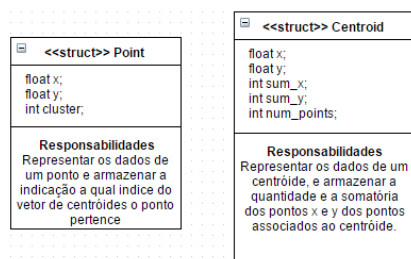 <<struct>> Point
float x;
float y;
int cluster;
Responsabilidades
Representar os dados de
um ponto e armazenar a
indicação a qual indice do
vetor de centróides o ponto
pertence
<<struct>> Centroid
float x;
float y;
int sum_x;
int sum_y;
int num_points;
Responsabilidades
Representar os dados de um
centróide, e armazenar a
quantidade e a somatória
dos pontos x e y dos pontos
associados ao centróide.